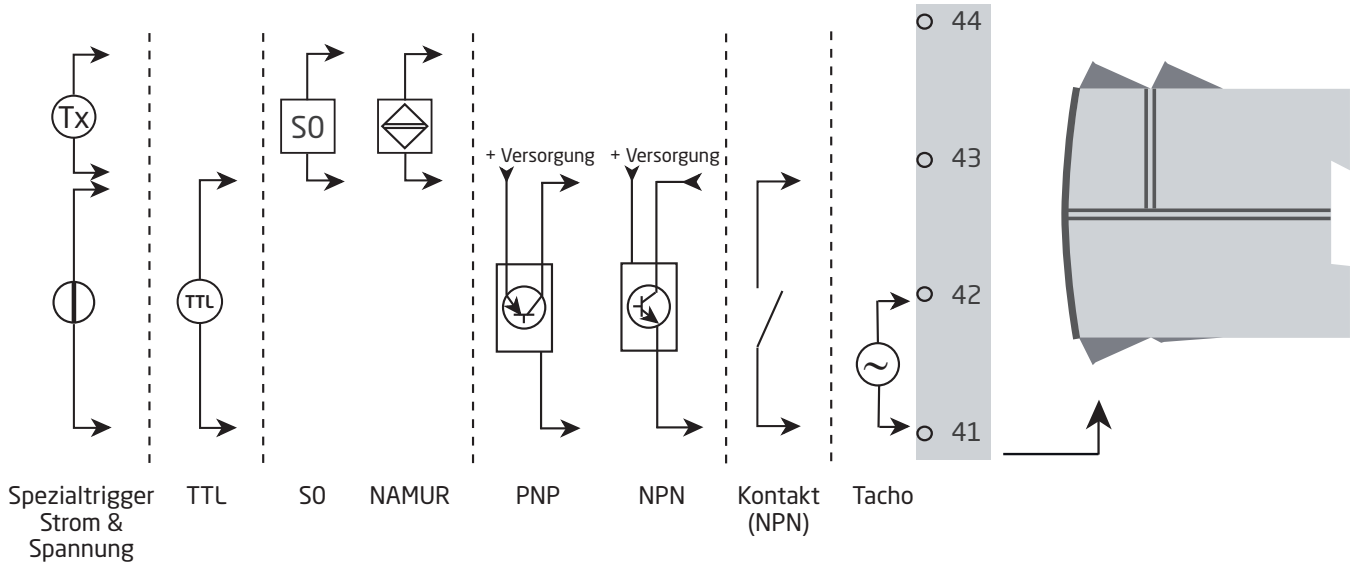 44
Tx
S0
+ Versorgung
+ Versorgung
43
TTL
42
41
Spezialtrigger
Strom &
Spannung
TTL
S0
NAMUR
PNP
NPN
Kontakt
(NPN)
Tacho